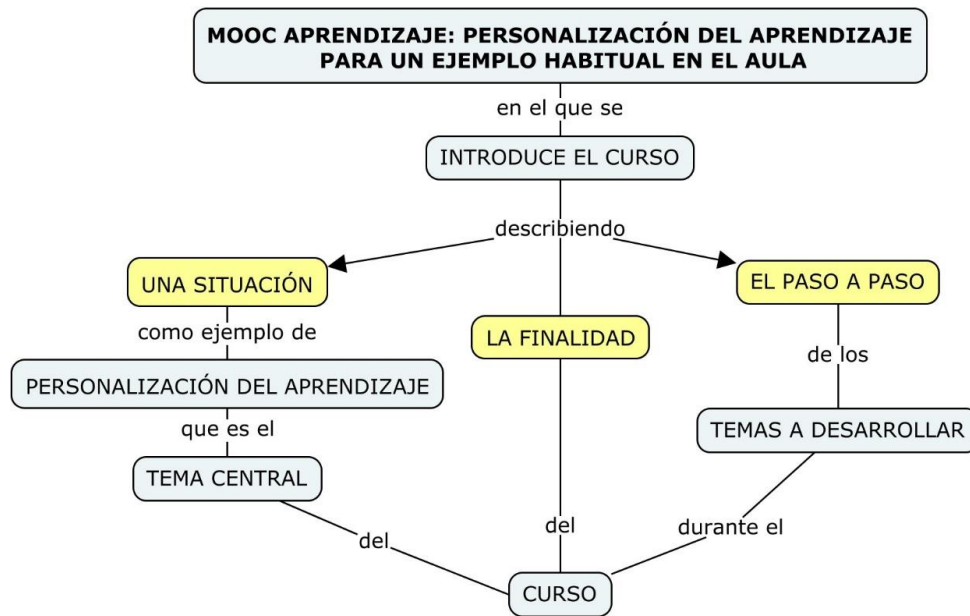 MOOC APRENDIZAJE: PERSONALIZACIÓN DEL APRENDIZAJE
PARA UN EJEMPLO HABITUAL EN EL AULA
en el que se
INTRODUCE EL CURSO
describiendo
UNA SITUACIÓN
como ejemplo de
PERSONALIZACIÓN DEL APRENDIZAJE
que es el
TEMA CENTRAL
del
LA FINALIDAD
del
EL PASO A PASO
de los
TEMAS A DESARROLLAR
durante el
CURSO